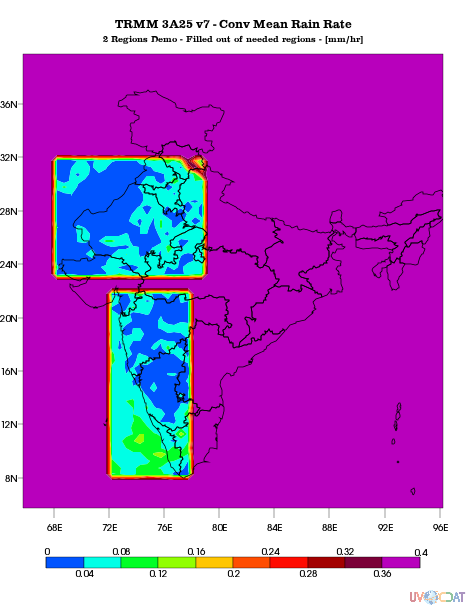 TRMM 3A25 v7 - Conv Mean Rain Rate
2 Regions Demo - Filled out of needed regions - [mm/hr]
36N
32N
28N
24N
20N
16N
12N
8N
68E 72E 76E 80E 84E 88E 92E 96E
0 0.08 0.16 0.24 0.32 0.4
0.04 0.12 0.2 0.28 0.36
UV CDAT